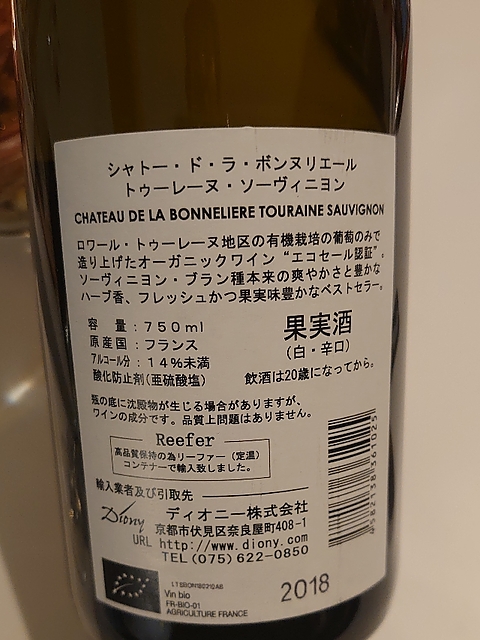 シャトー・ド・ラ・ボンヌリエール
トゥーレーヌ・ソーヴィニヨン
CHATEAU DE LA BONNELIERE TOURAINE SAUVIGNON
ロワール・トゥーレーヌ地区の有機栽培の葡萄のみで
造り上げたオーガニックワイン“エコセール認証”。
ソーヴィニヨン・ブラン種本来の爽やかさと豊かな
ハーブ香、フレッシュかつ果実味豊かなベストセラー。
容 量:750ml
原産国:フランス
アルコール分:14%未満
酸化防止剤(亜硫酸塩)
果実酒
(白・辛口)
飲酒は20歳になってから。
瓶の底に沈殿物が生じる場合がありますが、
ワインの成分です。品質上問題はありません。
Reefer
高品質保持の為リーファー(定温)
コンテナーで輸入致しました。
輸入業者及び引取先
Diony
ディオニー株式会社
京都市伏見区奈良屋町408-1
URL http://www.diony.com
TEL(075)622-0850
Vin bio
FR-BIO-01
AGRICULTURE FRANCE
2018